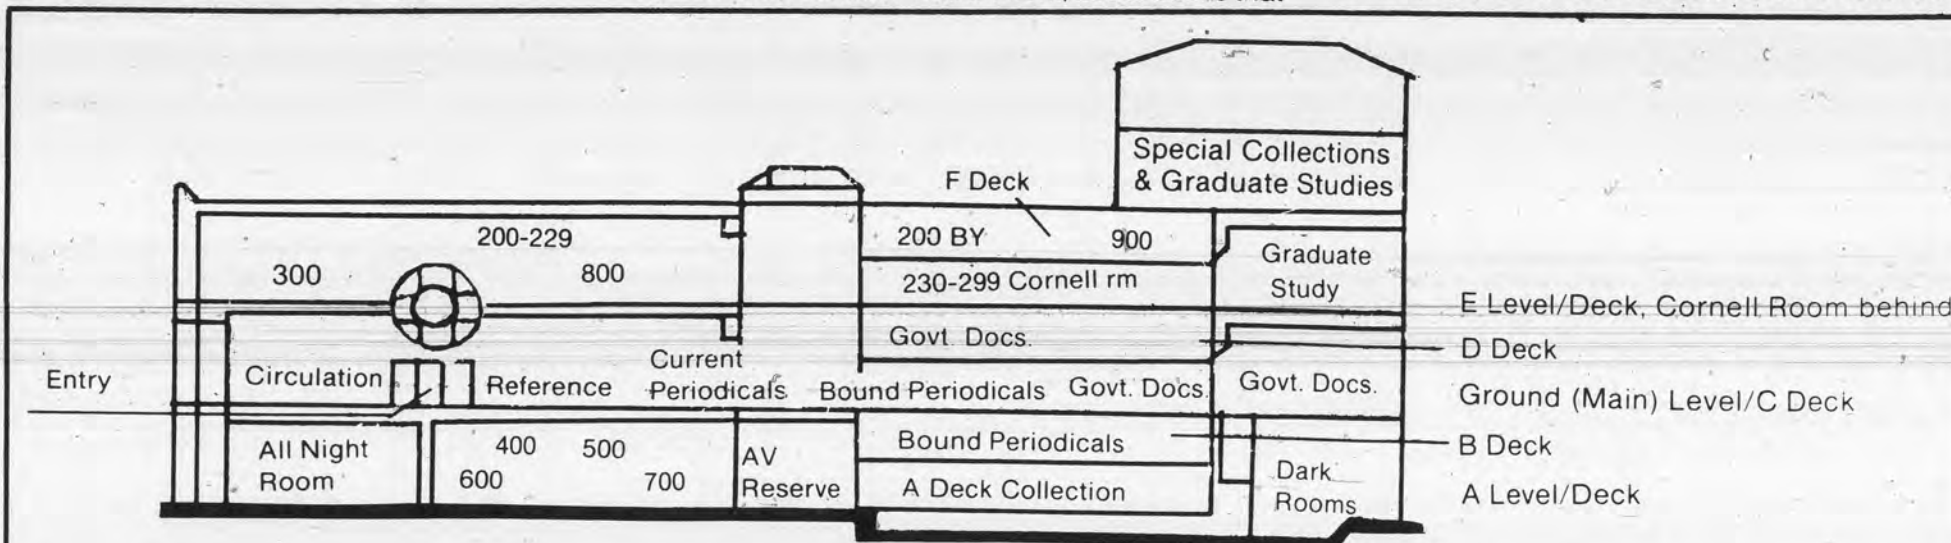 Special Collections
& Graduate Studies
F Deck
200-229
200 BY 900
Graduate
Study
300 800
230-299 Cornell rm
E Level/Deck, Cornell Room behind
Govt. Docs.
D Deck
Entry
Circulation
Reference
Current
Periodicals
Bound Periodicals
Govt. Docs.
Govt. Docs.
Ground (Main) Level/C Deck
All Night
Room
400 500
600 700
AV
Reserve
Bound Periodicals
B Deck
A Deck Collection
Dark
Rooms
A Level/Deck